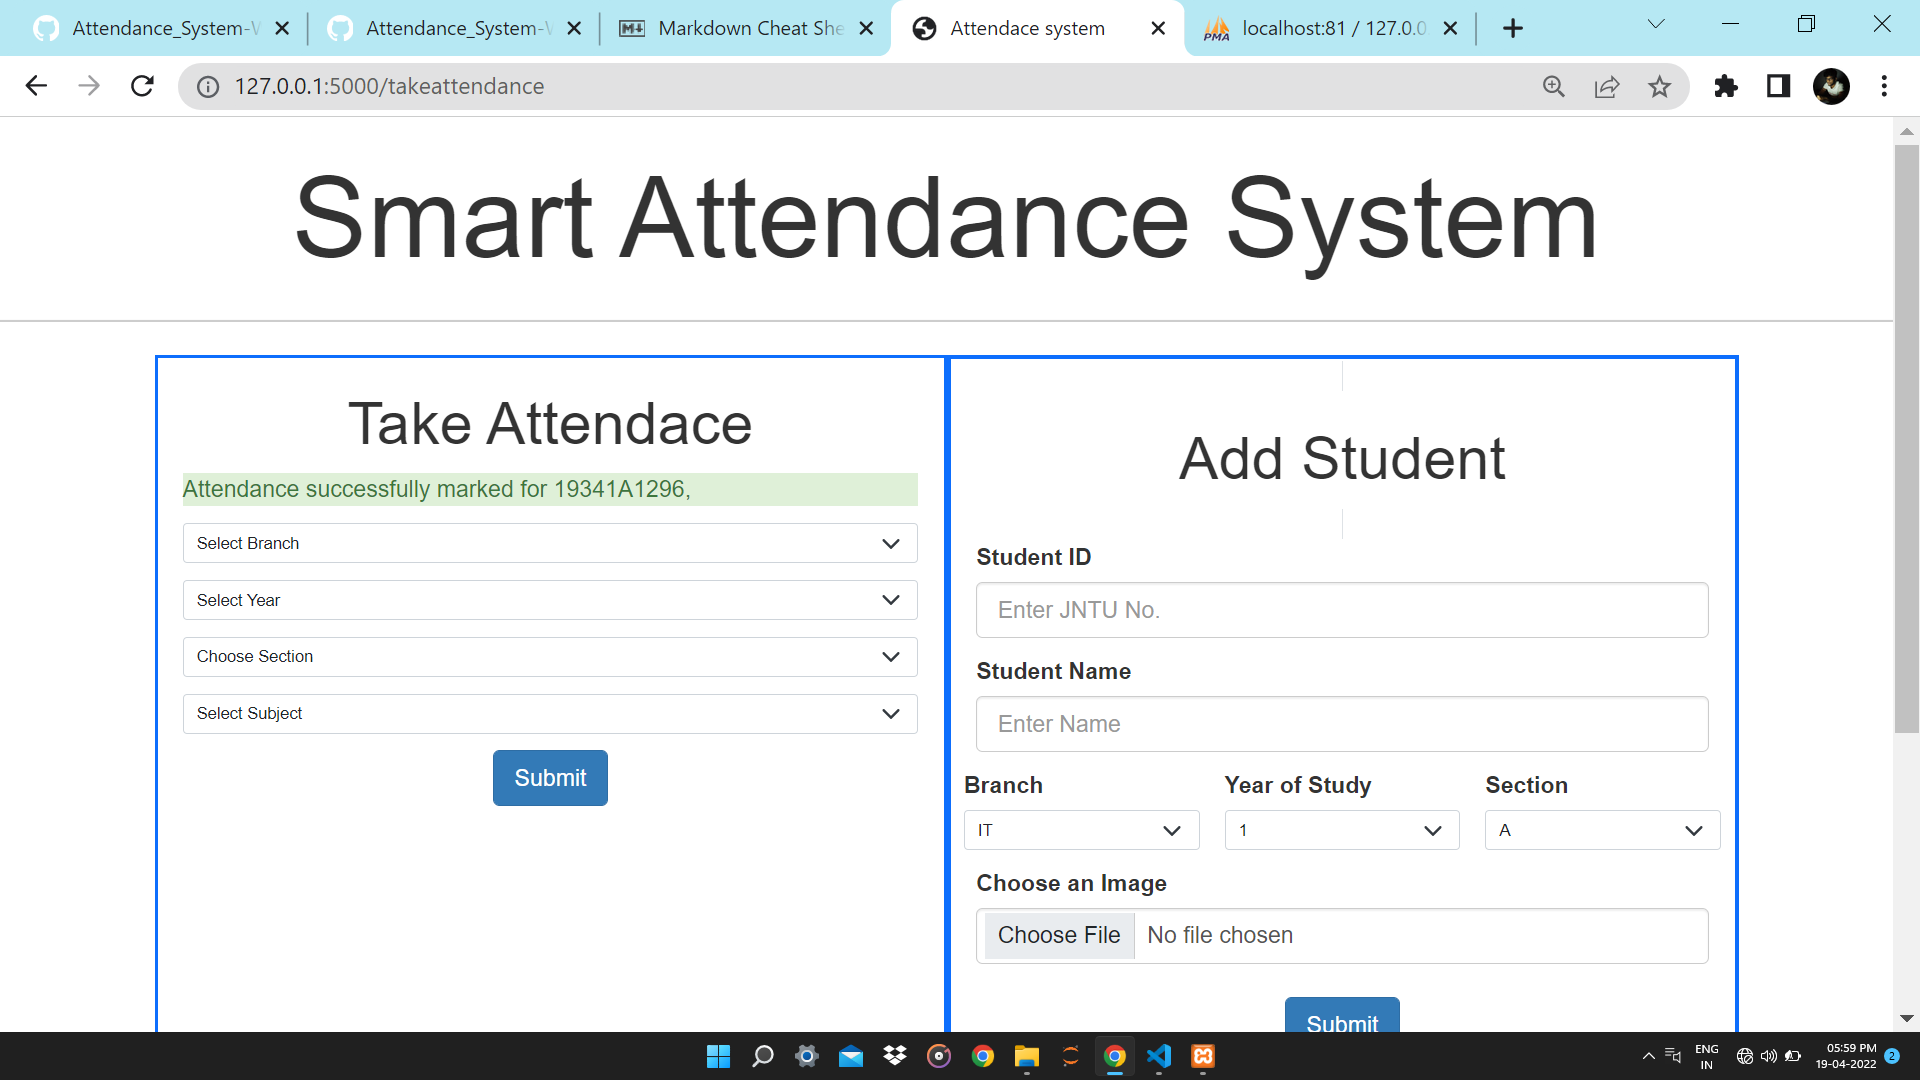 Attendance_System-W
Attendance_System-W
Markdown Cheat She
Attendace system
localhost:81 / 127.0.0
127.0.0.1:5000/takeattendance
Smart Attendance System
Take Attendace
Attendance successfully marked for 19341A1296,
Select Branch
Select Year
Choose Section
Select Subject
Submit
Add Student
Student ID
Enter JNTU No.
Student Name
Enter Name
Branch
Year of Study
Section
IT
1
A
Choose an Image
Choose File
No file chosen
Submit
ENG
IN
05:59 PM
19-04-2022
2